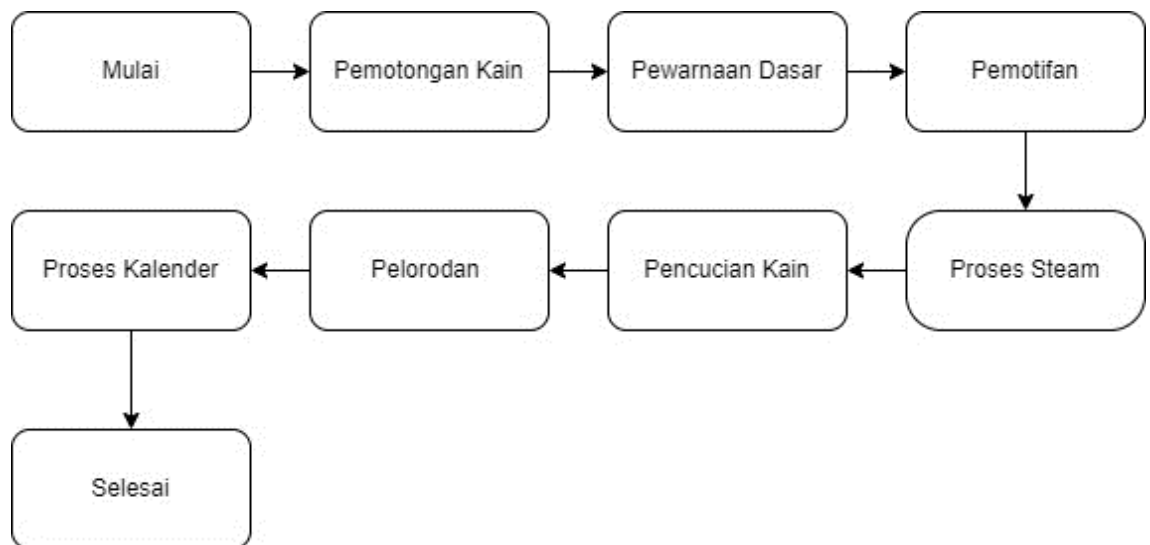 Mulai
Pemotongan Kain
Pewarnaan Dasar
Pemotifan
Proses Steam
Pencucian Kain
Pelorodan
Proses Kalender
Selesai